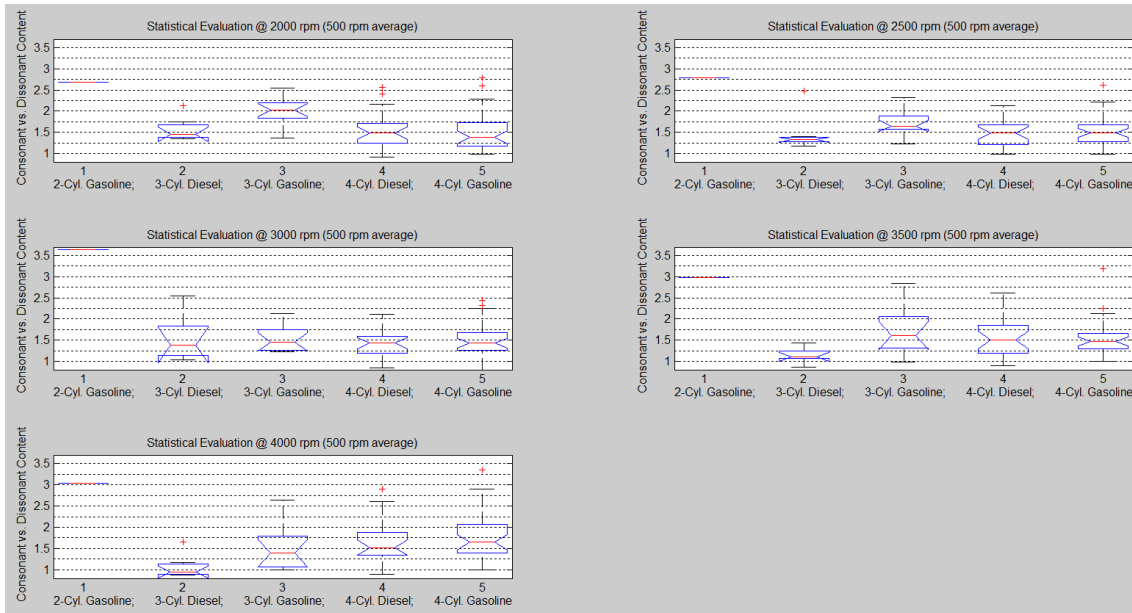 Statistical Evaluation @ 2000 rpm (500 rpm average)
Consonant vs. Dissonant Content
3.5
3
2.5
2
1.5
1
1 2 3 4 5
2-Cyl. Gasoline; 3-Cyl. Diesel; 3-Cyl. Gasoline; 4-Cyl. Diesel; 4-Cyl. Gasoline
Statistical Evaluation @ 2500 rpm (500 rpm average)
Consonant vs. Dissonant Content
3.5
3
2.5
2
1.5
1
1 2 3 4 5
2-Cyl. Gasoline; 3-Cyl. Diesel; 3-Cyl. Gasoline; 4-Cyl. Diesel; 4-Cyl. Gasoline
Statistical Evaluation @ 3000 rpm (500 rpm average)
Consonant vs. Dissonant Content
3.5
3
2.5
2
1.5
1
1 2 3 4 5
2-Cyl. Gasoline; 3-Cyl. Diesel; 3-Cyl. Gasoline; 4-Cyl. Diesel; 4-Cyl. Gasoline
Statistical Evaluation @ 3500 rpm (500 rpm average)
Consonant vs. Dissonant Content
3.5
3
2.5
2
1.5
1
1 2 3 4 5
2-Cyl. Gasoline; 3-Cyl. Diesel; 3-Cyl. Gasoline; 4-Cyl. Diesel; 4-Cyl. Gasoline
Statistical Evaluation @ 4000 rpm (500 rpm average)
Consonant vs. Dissonant Content
3.5
3
2.5
2
1.5
1
1 2 3 4 5
2-Cyl. Gasoline; 3-Cyl. Diesel; 3-Cyl. Gasoline; 4-Cyl. Diesel; 4-Cyl. Gasoline